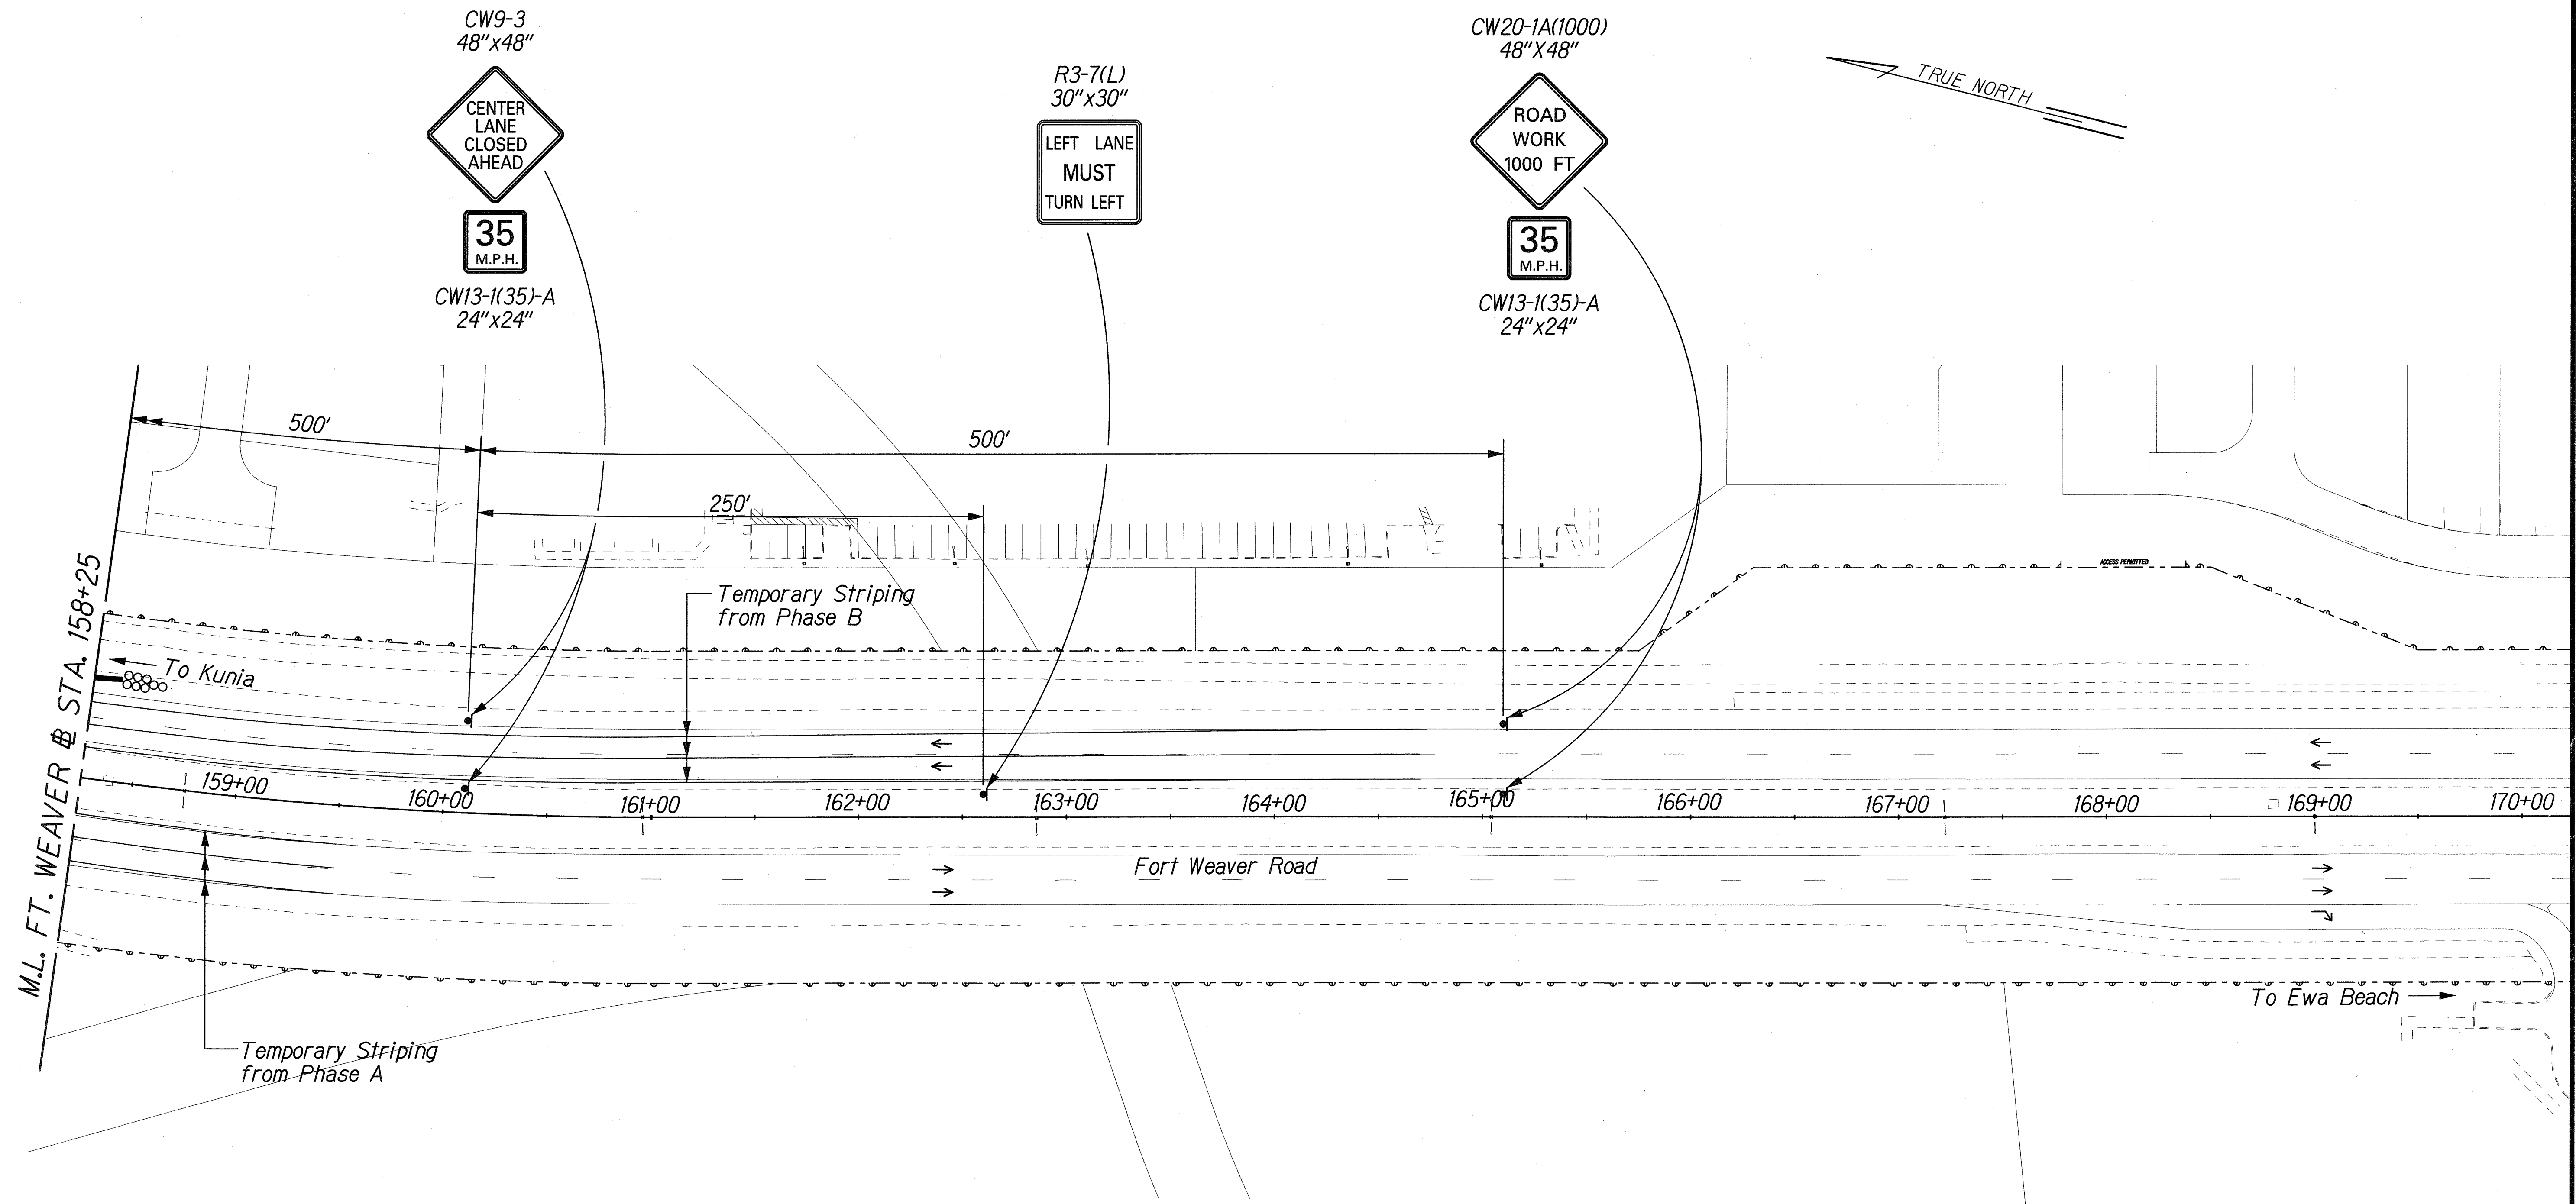 CW9-3
48"x48"
CENTER
LANE
CLOSED
AHEAD
35
M.P.H.
CW13-1(35)-A
24"x24"
R3-7(L)
30"x30"
LEFT LANE
MUST
TURN LEFT
CW20-1A(1000)
48"X48"
ROAD
WORK
1000 FT
35
M.P.H.
CW13-1(35)-A
24"x24"
TRUE NORTH
500'
500'
250'
Temporary Striping
from Phase B
ACCESS PERMITTED
To Kunia
M.L. FT. WEAVER ℄ STA. 158+25
159+00
160+00
161+00
162+00
163+00
164+00
165+00
166+00
167+00
168+00
169+00
170+00
Fort Weaver Road
To Ewa Beach
Temporary Striping
from Phase A